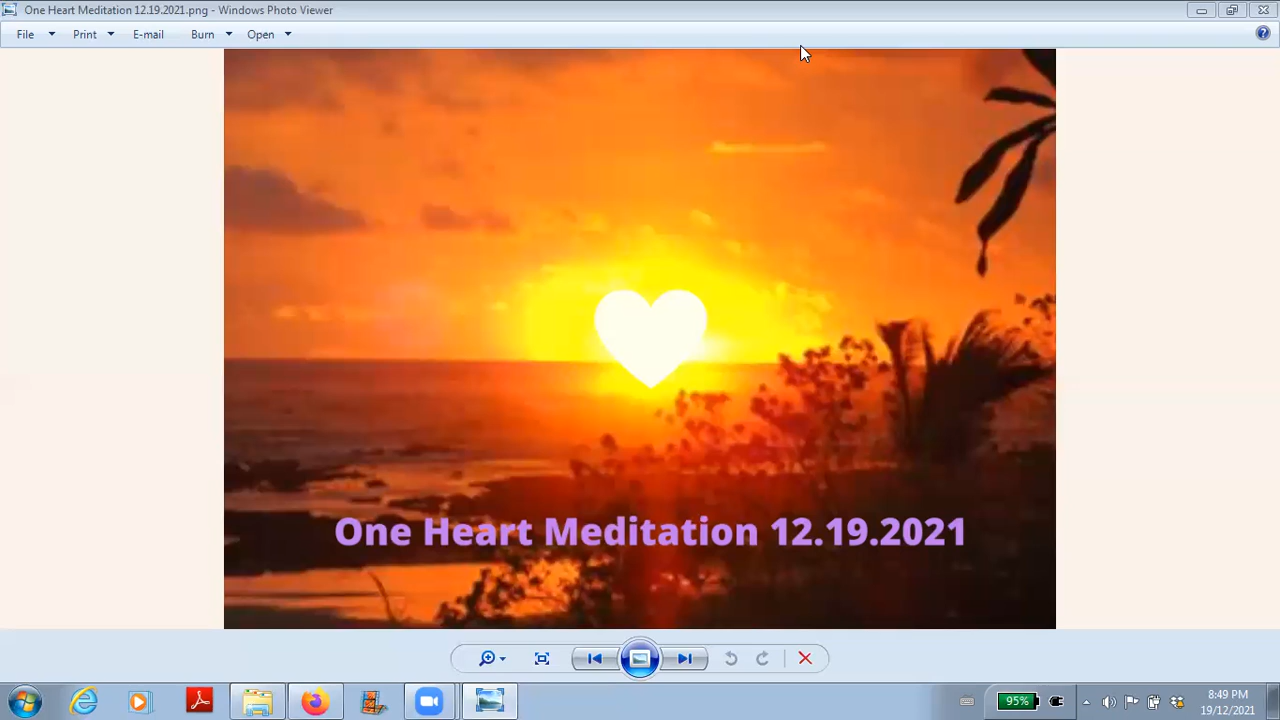 One Heart Meditation 12.19.2021.png - Windows Photo Viewer
File Print E-mail Burn Open
One Heart Meditation 12.19.2021
95%
8:49 PM
19/12/2021